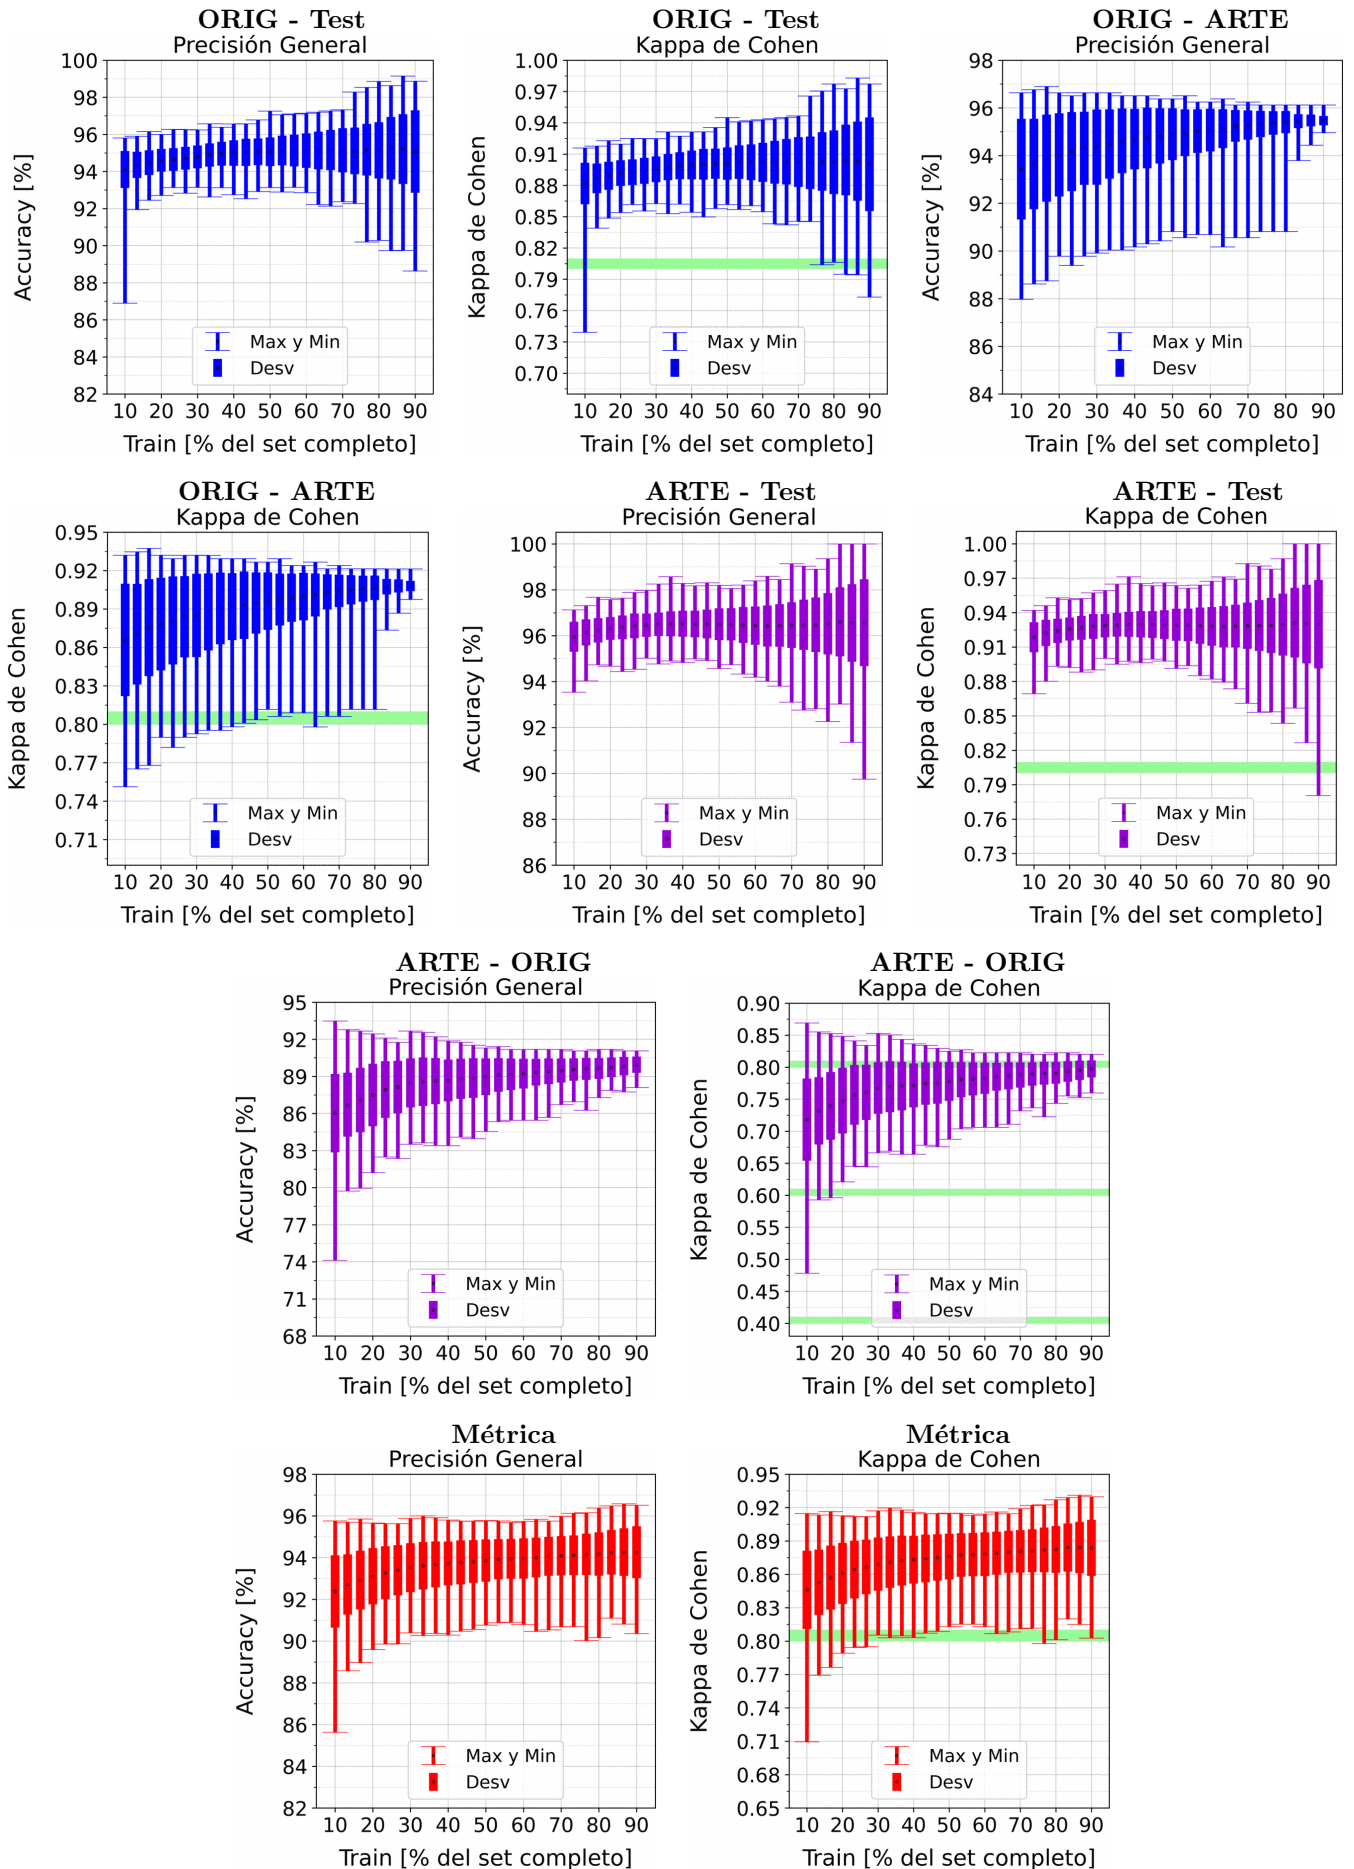 ORIG - Test
Precisión General
Accuracy [%]
100
98
96
94
92
90
88
86
84
82
Max y Min
Desv
10 20 30 40 50 60 70 80 90
Train [% del set completo]
ORIG - Test
Kappa de Cohen
Kappa de Cohen
1.00
0.97
0.94
0.91
0.88
0.85
0.82
0.79
0.76
0.73
0.70
Max y Min
Desv
10 20 30 40 50 60 70 80 90
Train [% del set completo]
ORIG - ARTE
Precisión General
Accuracy [%]
98
96
94
92
90
88
86
84
Max y Min
Desv
10 20 30 40 50 60 70 80 90
Train [% del set completo]
ORIG - ARTE
Kappa de Cohen
Kappa de Cohen
0.95
0.92
0.89
0.86
0.83
0.80
0.77
0.74
0.71
Max y Min
Desv
10 20 30 40 50 60 70 80 90
Train [% del set completo]
ARTE - Test
Precisión General
Accuracy [%]
100
98
96
94
92
90
88
86
Max y Min
Desv
10 20 30 40 50 60 70 80 90
Train [% del set completo]
ARTE - Test
Kappa de Cohen
Kappa de Cohen
1.00
0.97
0.94
0.91
0.88
0.85
0.82
0.79
0.76
0.73
Max y Min
Desv
10 20 30 40 50 60 70 80 90
Train [% del set completo]
ARTE - ORIG
Precisión General
Accuracy [%]
95
92
89
86
83
80
77
74
71
68
Max y Min
Desv
10 20 30 40 50 60 70 80 90
Train [% del set completo]
ARTE - ORIG
Kappa de Cohen
Kappa de Cohen
0.90
0.85
0.80
0.75
0.70
0.65
0.60
0.55
0.50
0.45
0.40
Max y Min
Desv
10 20 30 40 50 60 70 80 90
Train [% del set completo]
Métrica
Precisión General
Accuracy [%]
98
96
94
92
90
88
86
84
82
Max y Min
Desv
10 20 30 40 50 60 70 80 90
Train [% del set completo]
Métrica
Kappa de Cohen
Kappa de Cohen
0.95
0.92
0.89
0.86
0.83
0.80
0.77
0.74
0.71
0.68
0.65
Max y Min
Desv
10 20 30 40 50 60 70 80 90
Train [% del set completo]